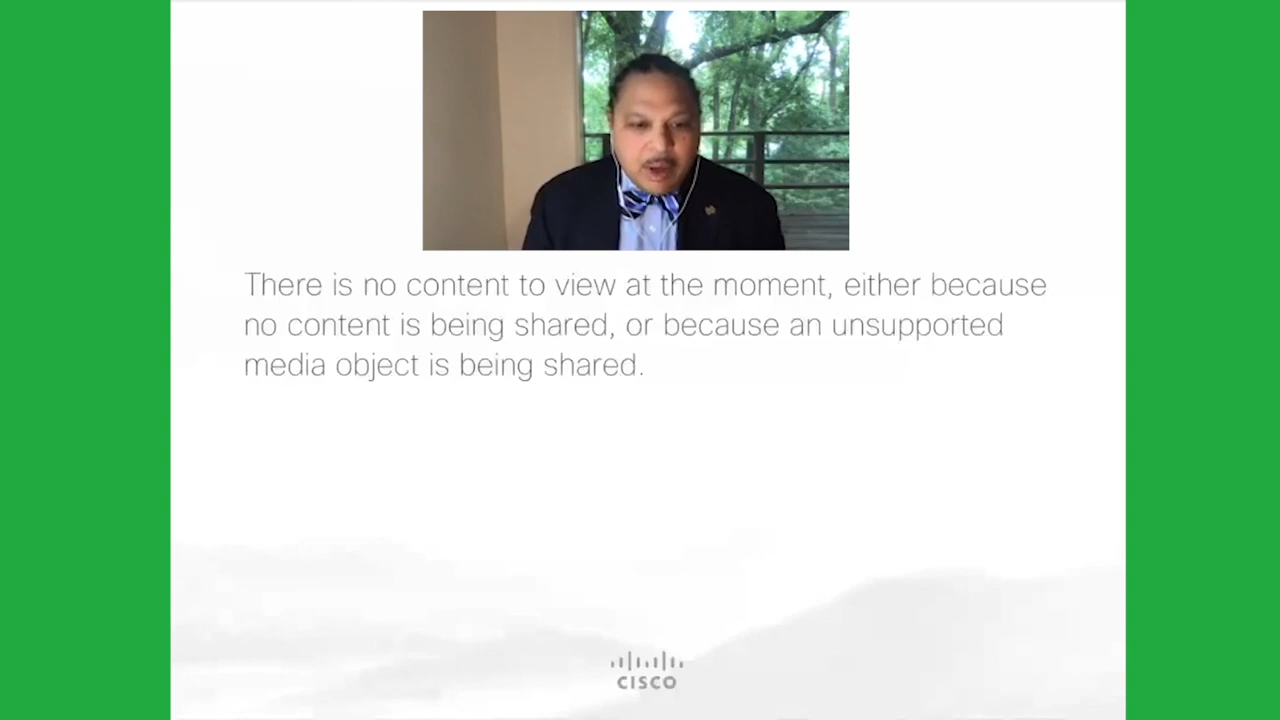 There is no content to view at the moment, either because
no content is being shared, or because an unsupported
media object is being shared.
CISCO